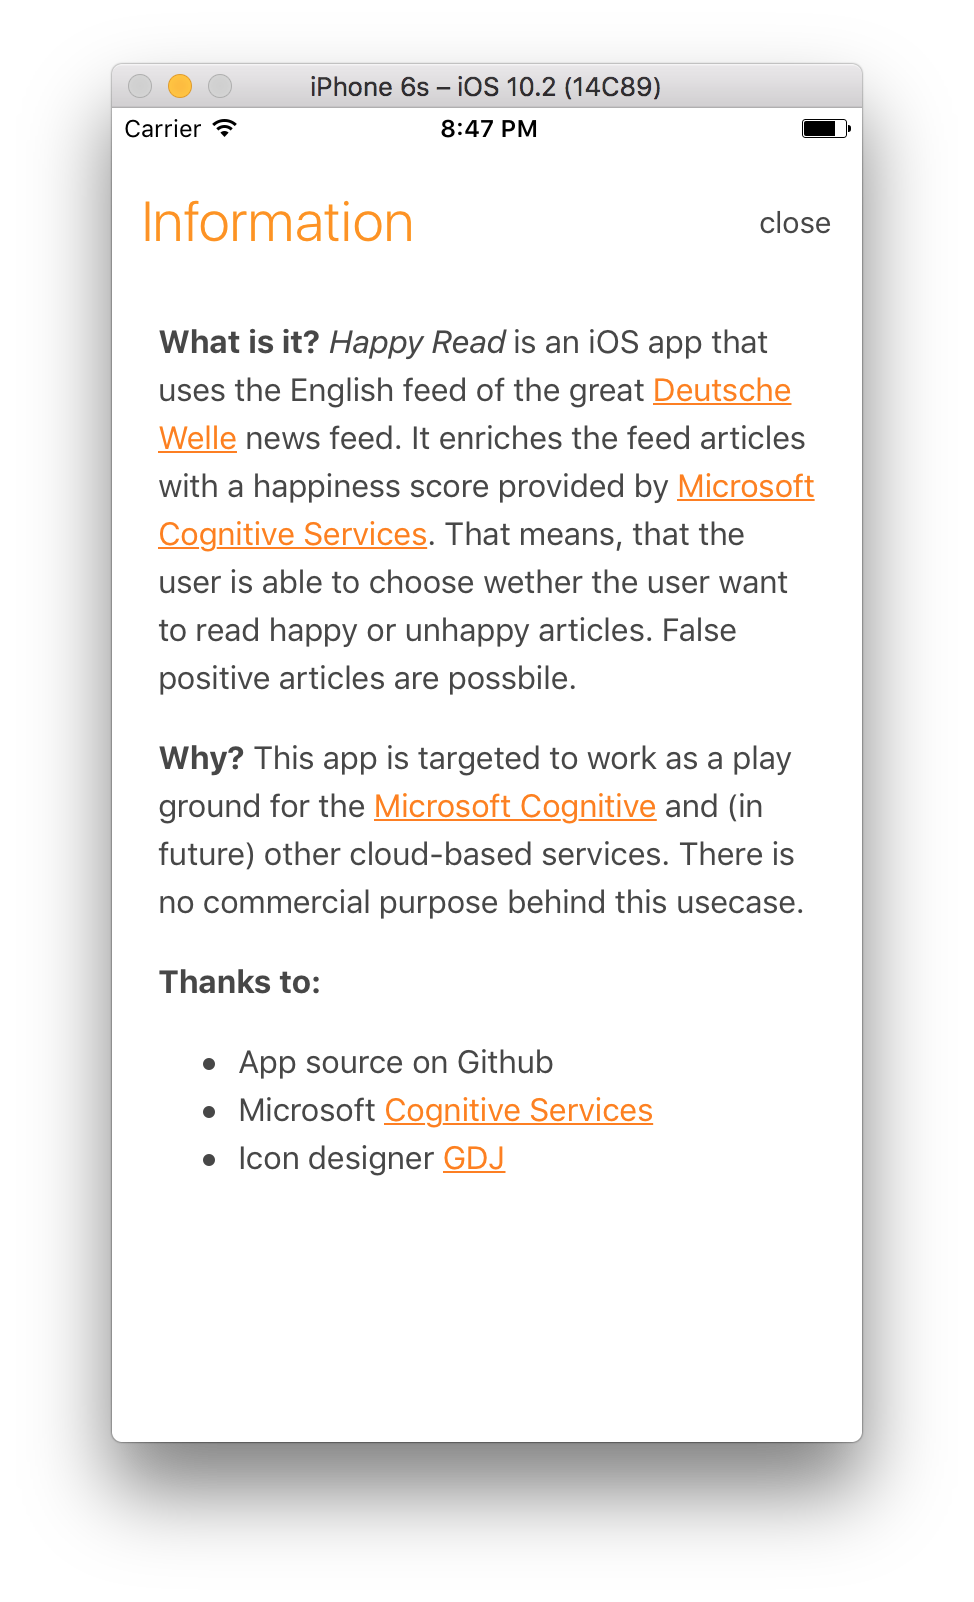 iPhone 6s – iOS 10.2 (14C89)
Carrier 8:47 PM
Information close
What is it? Happy Read is an iOS app that
uses the English feed of the great Deutsche
Welle news feed. It enriches the feed articles
with a happiness score provided by Microsoft
Cognitive Services. That means, that the
user is able to choose wether the user want
to read happy or unhappy articles. False
positive articles are possbile.
Why? This app is targeted to work as a play
ground for the Microsoft Cognitive and (in
future) other cloud-based services. There is
no commercial purpose behind this usecase.
Thanks to:
• App source on Github
• Microsoft Cognitive Services
• Icon designer GDJ